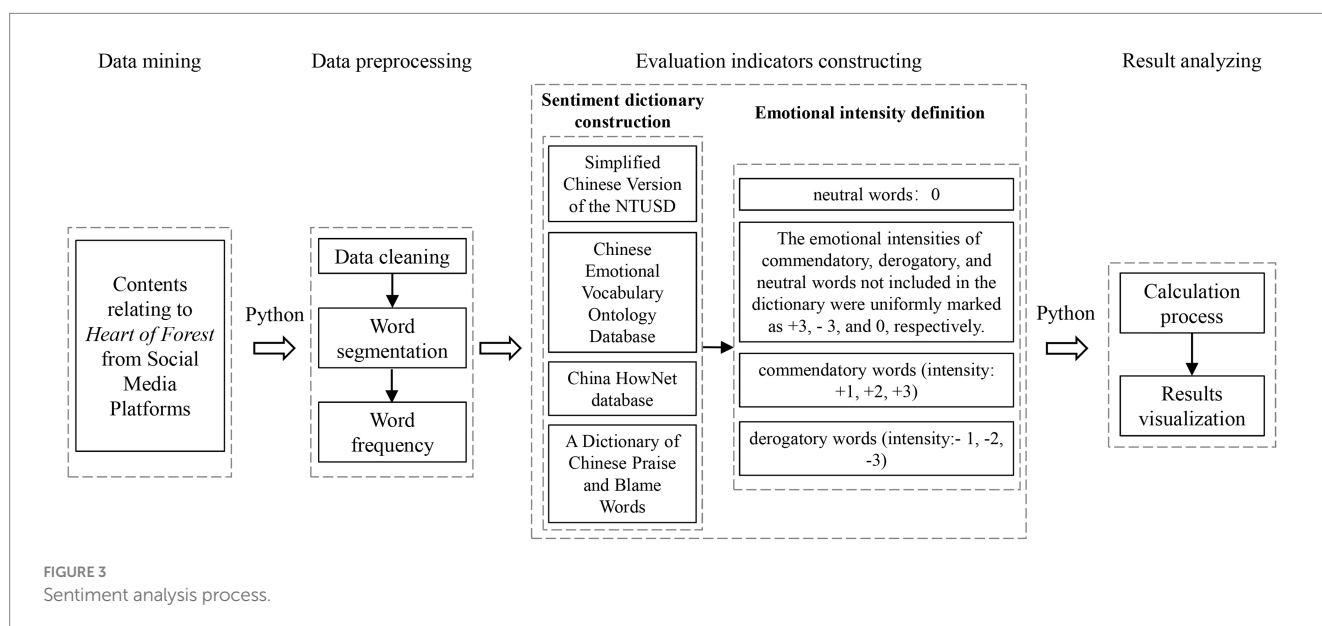 Data mining
Data preprocessing
Evaluation indicators constructing
Result analyzing
Contents
relating to
Heart of Forest
from Social
Media
Platforms
Python
Data cleaning
Word
segmentation
Word
frequency
Sentiment dictionary
construction
Simplified
Chinese Version
of the NTUSD
Chinese
Emotional
Vocabulary
Ontology
Database
China HowNet
database
A Dictionary of
Chinese Praise
and Blame
Words
Emotional intensity definition
neutral words: 0
The emotional intensities of
commendatory, derogatory, and
neutral words not included in the
dictionary were uniformly marked
as +3, - 3, and 0, respectively.
commendatory words (intensity:
+1, +2, +3)
derogatory words (intensity:- 1, -2,
-3)
Python
Calculation
process
Results
visualization
FIGURE 3
Sentiment analysis process.